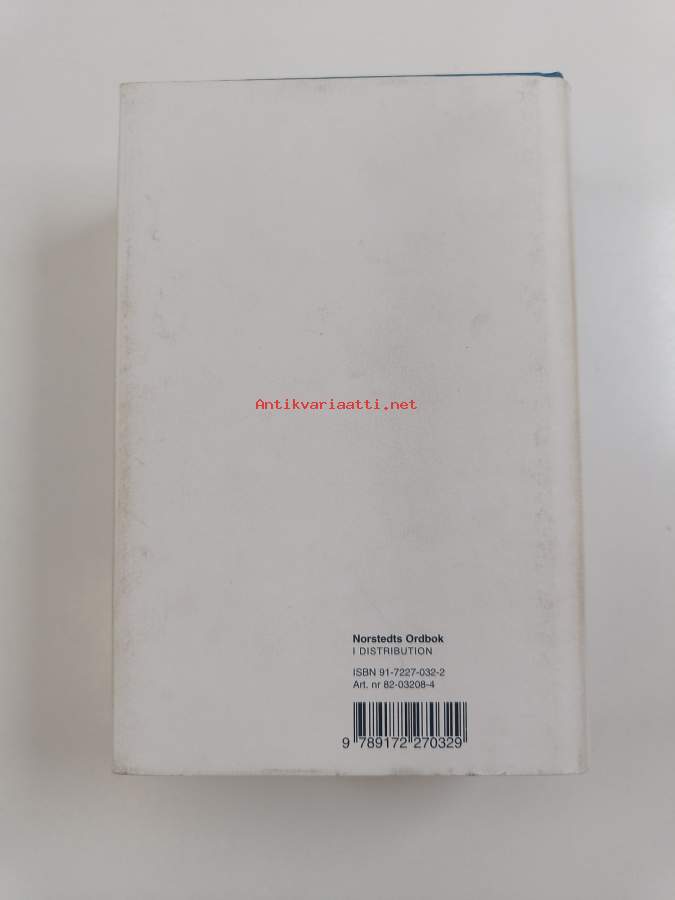 Antikvariaatti.net
Norstedts Ordbok
I DISTRIBUTION
ISBN 91-7227-032-2
Art. nr 82-03208-4
9 789172 270329